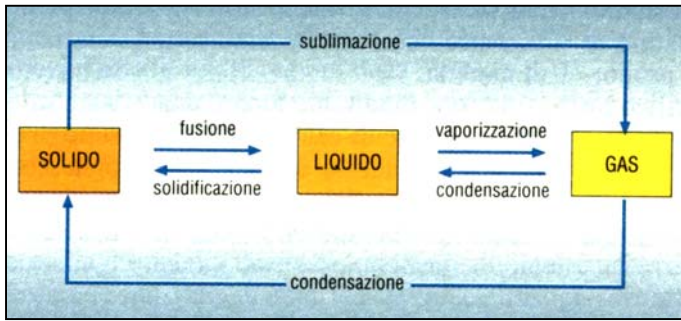 sublimazione
fusione
vaporizzazione
SOLIDO
LIQUIDO
GAS
solidificazione
condensazione
condensazione